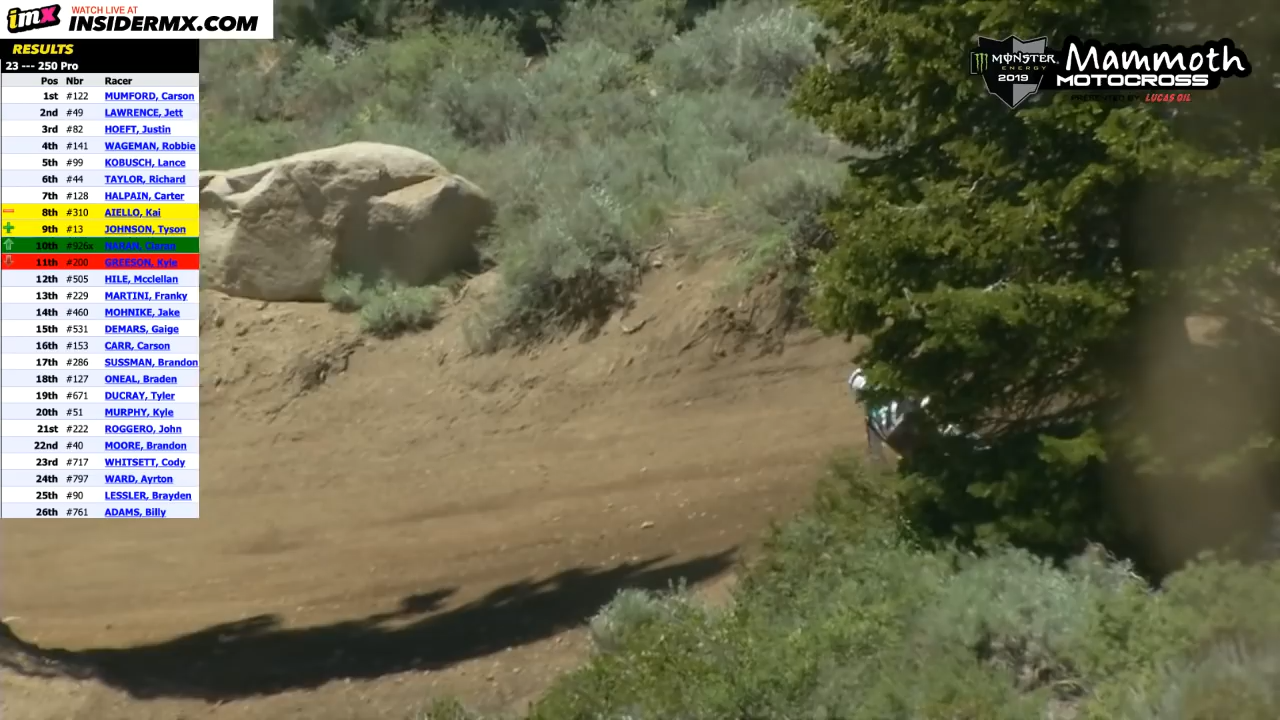 imx WATCH LIVE AT
INSIDERMX.COM
RESULTS
23 --- 250 Pro
Pos Nbr Racer
1st #122 MUMFORD, Carson
2nd #49 LAWRENCE, Jett
3rd #82 HOEFT, Justin
4th #141 WAGEMAN, Robbie
5th #99 KOBUSCH, Lance
6th #44 TAYLOR, Richard
7th #128 HALPAIN, Carter
8th #310 AIELLO, Kai
9th #13 JOHNSON, Tyson
10th #926x NARAN, Ciaran
11th #200 GREESON, Kyle
12th #505 HILE, Mcclellan
13th #229 MARTINI, Franky
14th #460 MOHNIKE, Jake
15th #531 DEMARS, Gaige
16th #153 CARR, Carson
17th #286 SUSSMAN, Brandon
18th #127 ONEAL, Braden
19th #671 DUCRAY, Tyler
20th #51 MURPHY, Kyle
21st #222 ROGGERO, John
22nd #40 MOORE, Brandon
23rd #717 WHITSETT, Cody
24th #797 WARD, Ayrton
25th #90 LESSLER, Brayden
26th #761 ADAMS, Billy
MONSTER
ENERGY
2019
Mammoth
MOTOCROSS
PRESENTED BY LUCAS OIL